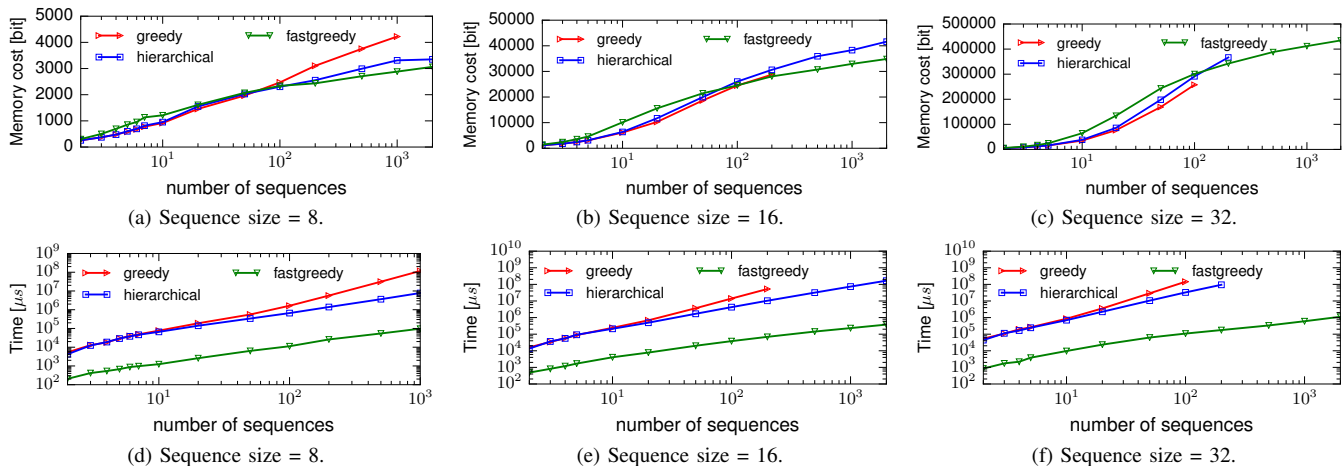 5000
4000
3000
2000
1000
0
Memory cost [bit]
greedy
hierarchical
fastgreedy
10^1
10^2
10^3
number of sequences
(a) Sequence size = 8.
50000
40000
30000
20000
10000
0
Memory cost [bit]
greedy
hierarchical
fastgreedy
10^1
10^2
10^3
number of sequences
(b) Sequence size = 16.
500000
400000
300000
200000
100000
0
Memory cost [bit]
greedy
hierarchical
fastgreedy
10^1
10^2
10^3
number of sequences
(c) Sequence size = 32.
10^9
10^8
10^7
10^6
10^5
10^4
10^3
10^2
Time [μs]
greedy
hierarchical
fastgreedy
10^1
10^2
10^3
number of sequences
(d) Sequence size = 8.
10^10
10^9
10^8
10^7
10^6
10^5
10^4
10^3
10^2
Time [μs]
greedy
hierarchical
fastgreedy
10^1
10^2
10^3
number of sequences
(e) Sequence size = 16.
10^10
10^9
10^8
10^7
10^6
10^5
10^4
10^3
10^2
Time [μs]
greedy
hierarchical
fastgreedy
10^1
10^2
10^3
number of sequences
(f) Sequence size = 32.